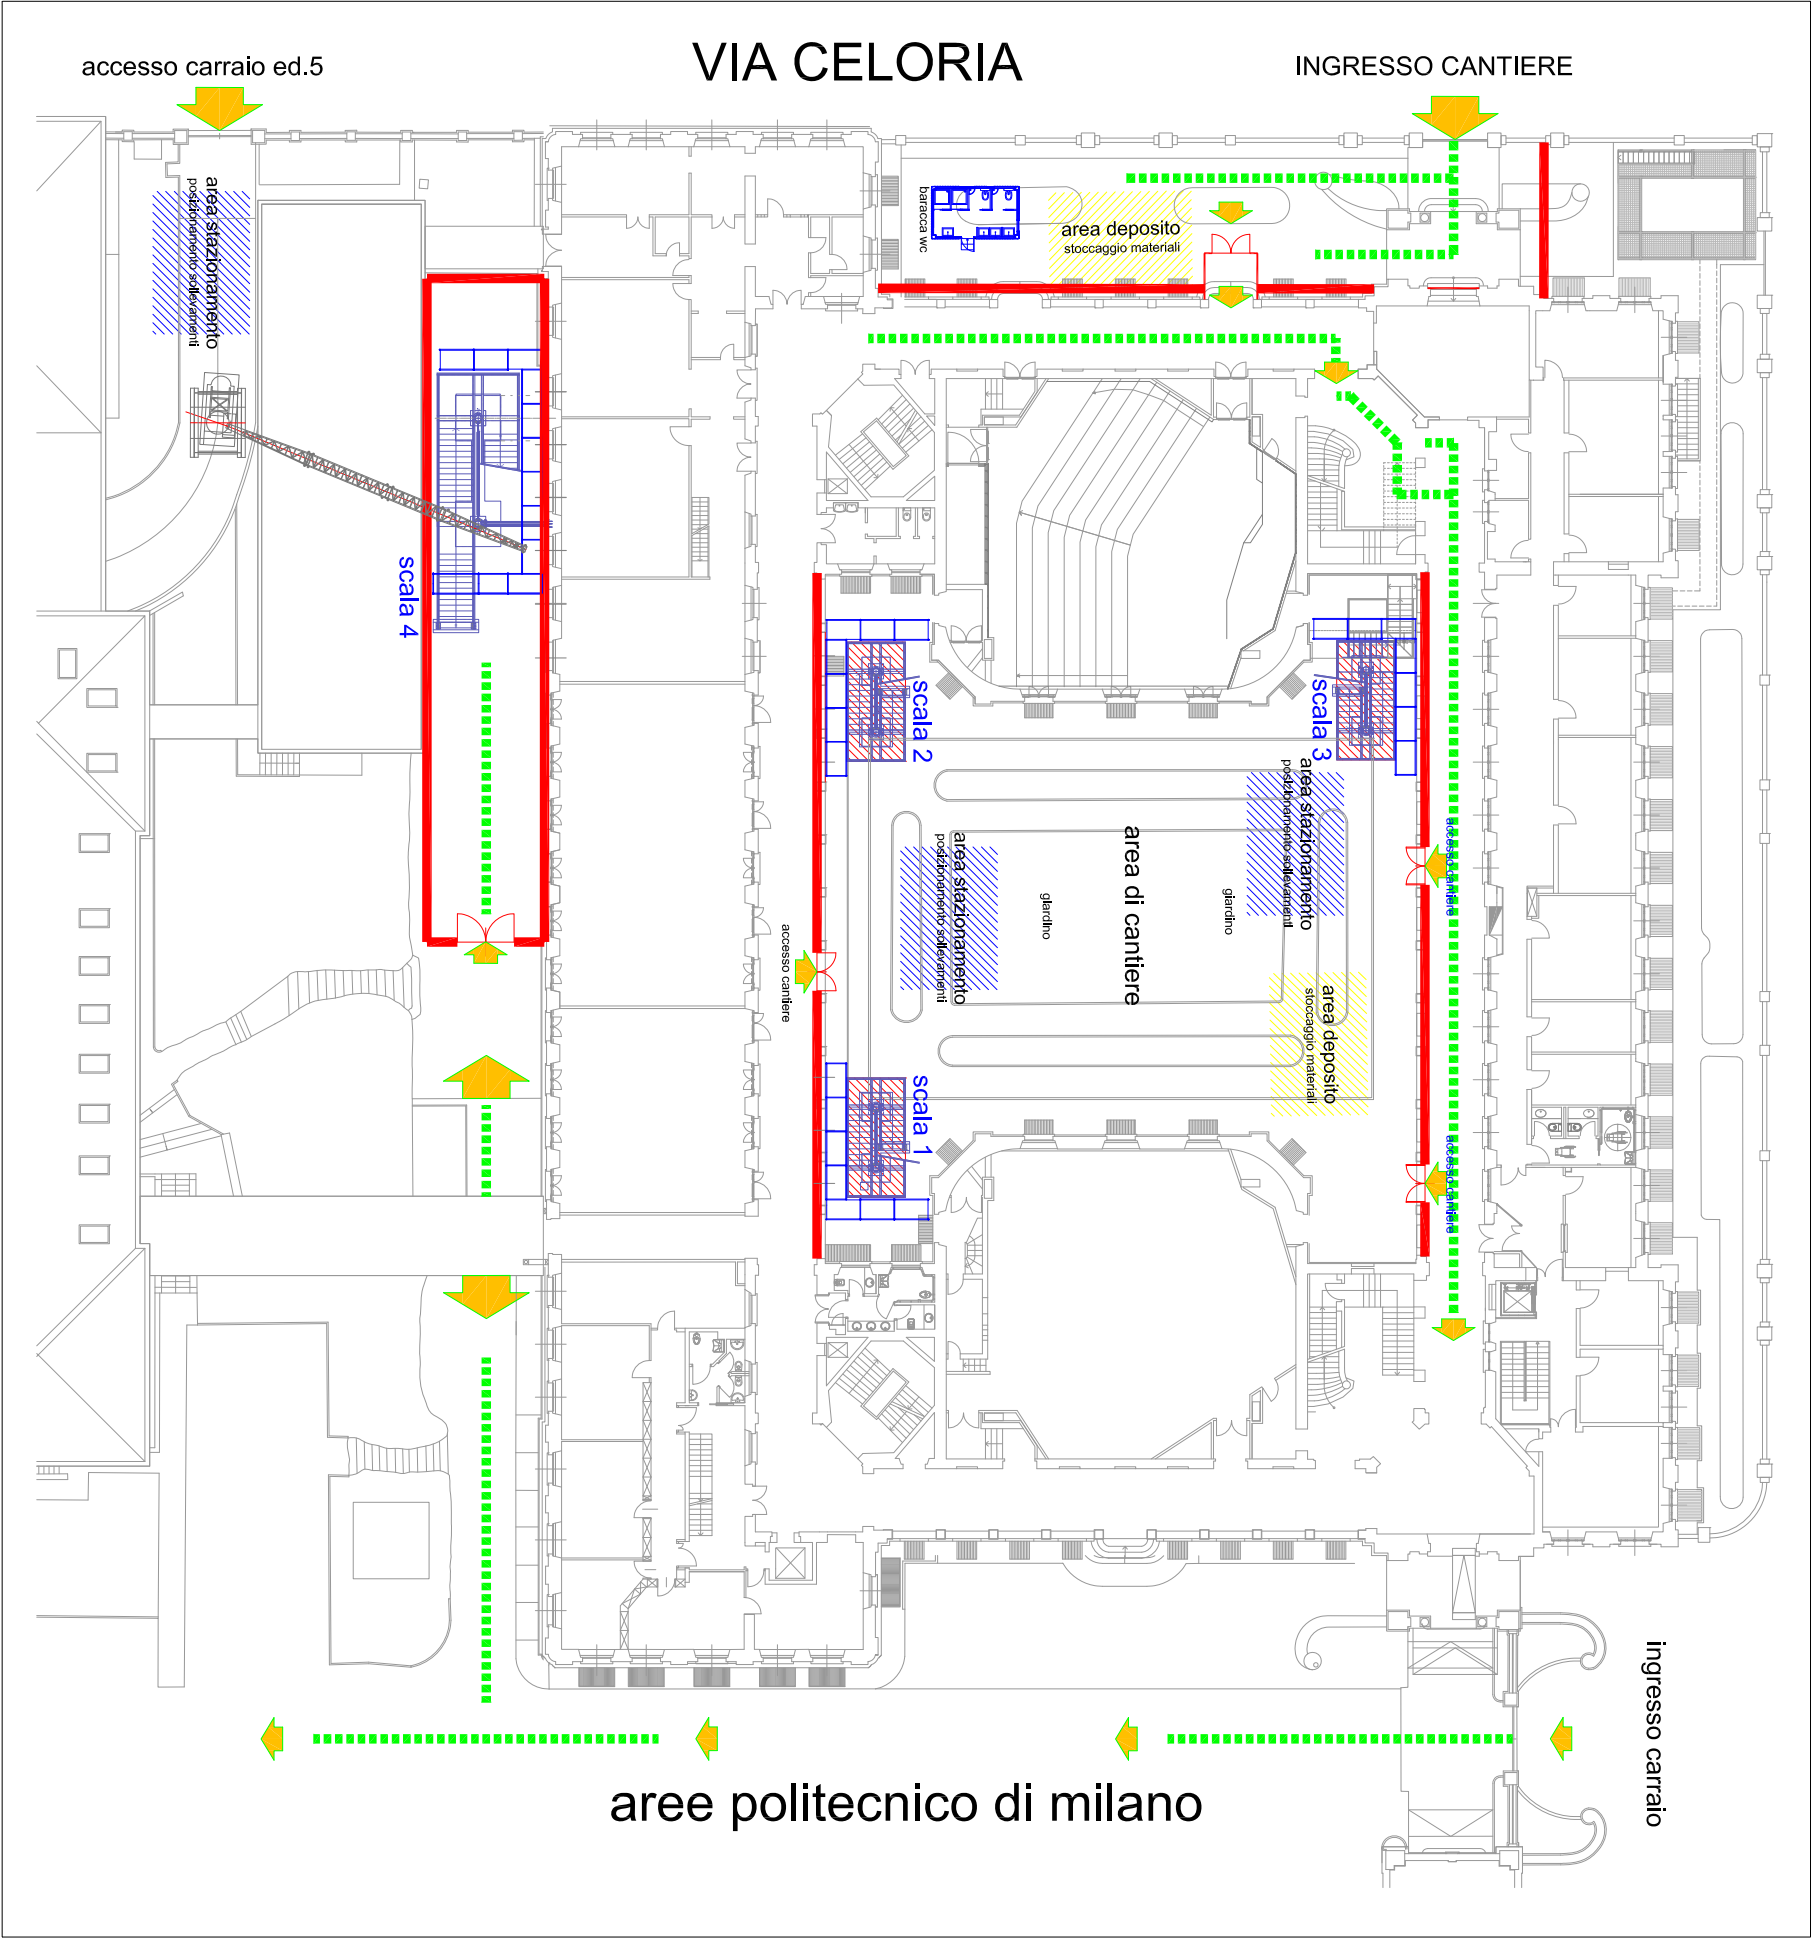 VIA CELORIA
accesso carraio ed.5
INGRESSO CANTIERE
area stazionamento
posizionamento sollevamenti
baracca wc
area deposito
stoccaggio materiali
scala 4
scala 2
scala 3
area stazionamento
posizionamento sollevamenti
area stazionamento
posizionamento sollevamenti
giardino
area di cantiere
giardino
accesso cantiere
accesso cantiere
area deposito
stoccaggio materiali
scala 1
accesso cantiere
ingresso carraio
aree politecnico di milano